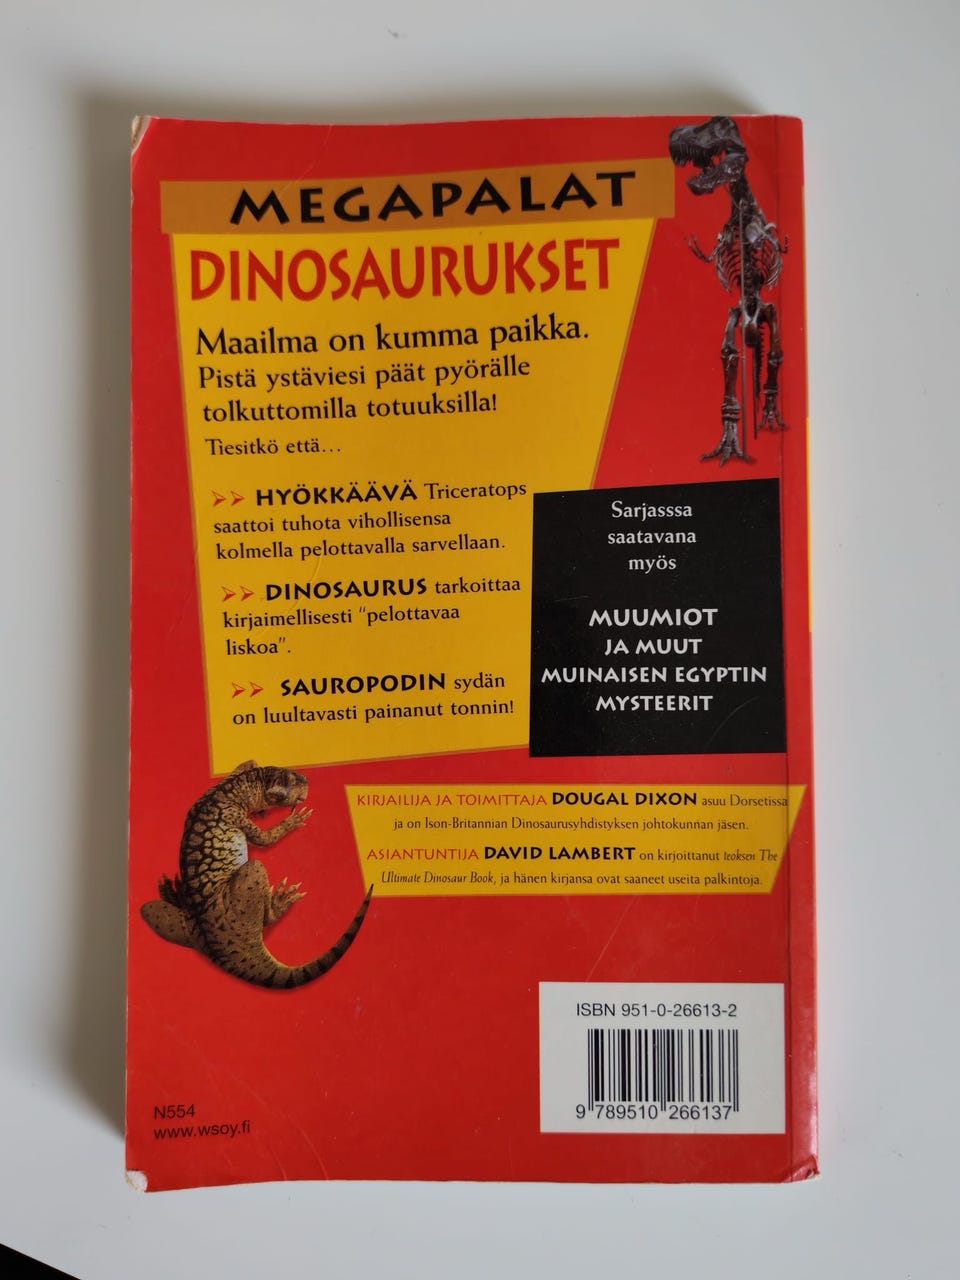 MEGAPALAT
DINOSAURUKSET
Maailma on kumma paikka.
Pistä ystäviesi päät pyörälle
tolkuttomilla totuuksilla!
Tiesitkö että...
HYÖKKÄÄVÄ Triceratops
saattoi tuhota vihollisensa
kolmella pelottavalla sarvellaan.
DINOSAURUS tarkoittaa
kirjaimellisesti "pelottavaa
liskoa".
SAUROPODIN sydän
on luultavasti painanut tonnin!
Sarjasssa
saatavana
myös
MUUMIOT
JA MUUT
MUINAISEN EGYPTIN
MYSTEERIT
KIRJAILIJA JA TOIMITTAJA DOUGAL DIXON asuu Dorsetissa
ja on Ison-Britannian Dinosaurusyhdistyksen johtokunnan jäsen.
ASIANTUNTIJA DAVID LAMBERT on kirjoittanut teoksen The
Ultimate Dinosaur Book, ja hänen kirjansa ovat saaneet useita palkintoja.
ISBN 951-0-26613-2
9 789510 266137
N554
www.wsoy.fi